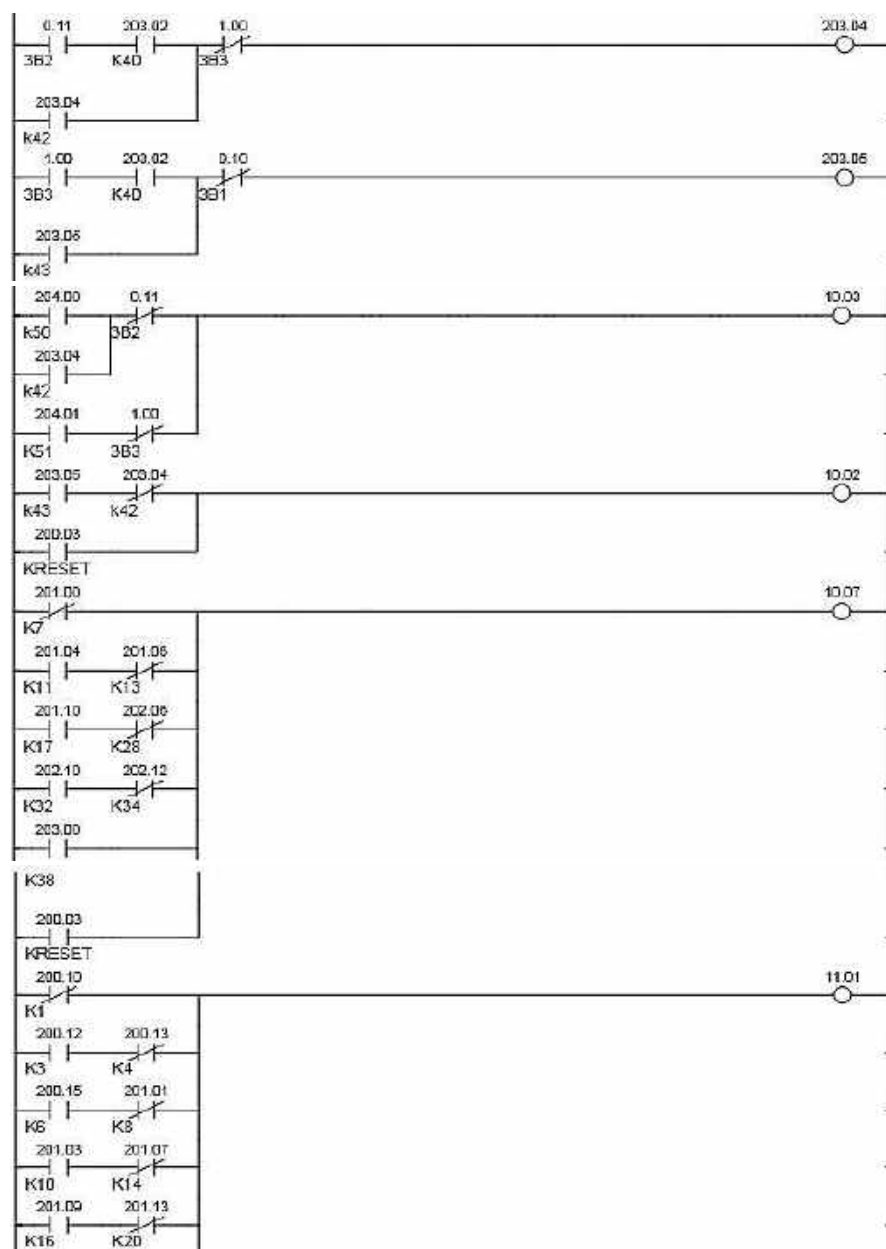 0.11 203.02 1.00 203.04
3B2 K40 3B3
203.04
k42
1.00 203.02 0.10 203.05
3B3 K40 3B1
203.05
k43
204.00 0.11 10.03
k50 3B2
203.04
k42
204.01 1.00
K51 3B3
203.05 203.04 10.02
k43 k42
200.03
KRESET
201.00 10.07
K7
201.04 201.06
K11 K13
201.10 202.06
K17 K28
202.10 202.12
K32 K34
203.00
K38
200.03
KRESET
200.10 11.01
K1
200.12 200.13
K3 K4
200.15 201.01
K6 K8
201.03 201.07
K10 K14
201.09 201.13
K16 K20